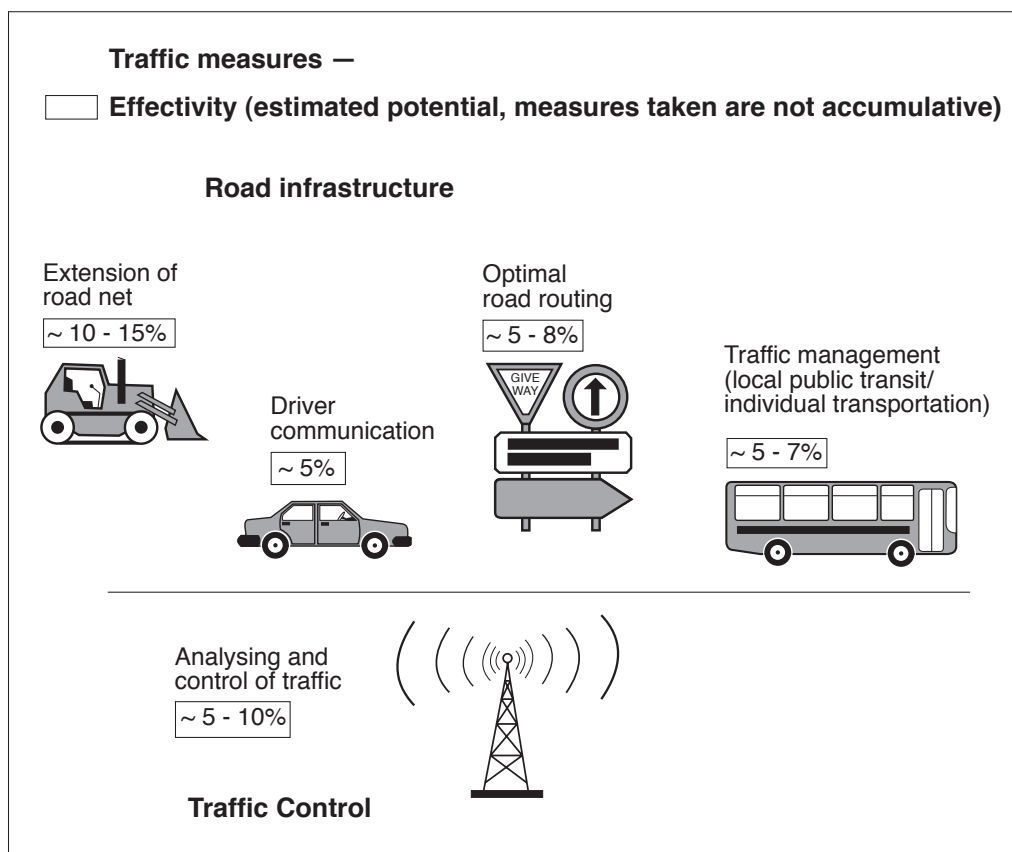 Traffic measures —
Effectivity (estimated potential, measures taken are not accumulative)
Road infrastructure
Extension of
road net
~ 10 - 15%
Driver
communication
~ 5%
Optimal
road routing
~ 5 - 8%
GIVE
WAY
Traffic management
(local public transit/
individual transportation)
~ 5 - 7%
Analysing and
control of traffic
~ 5 - 10%
Traffic Control